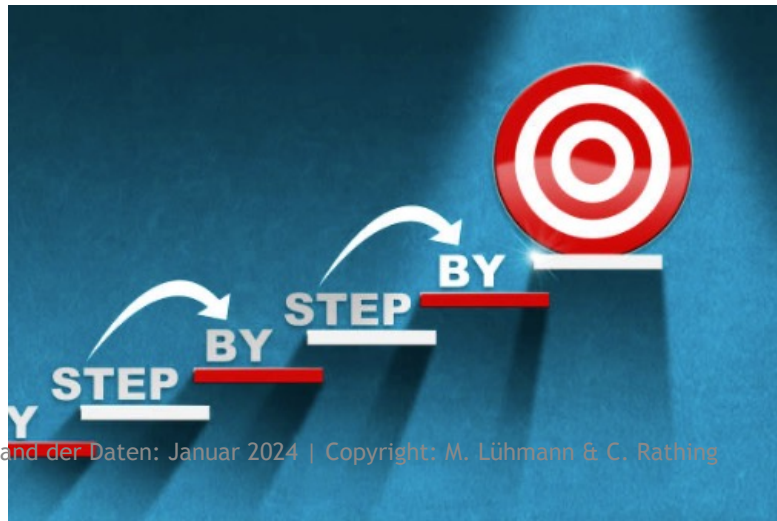 BY
STEP
BY
STEP
Y
and der Daten: Januar 2024 | Copyright: M. Lühmann & C. Rathing